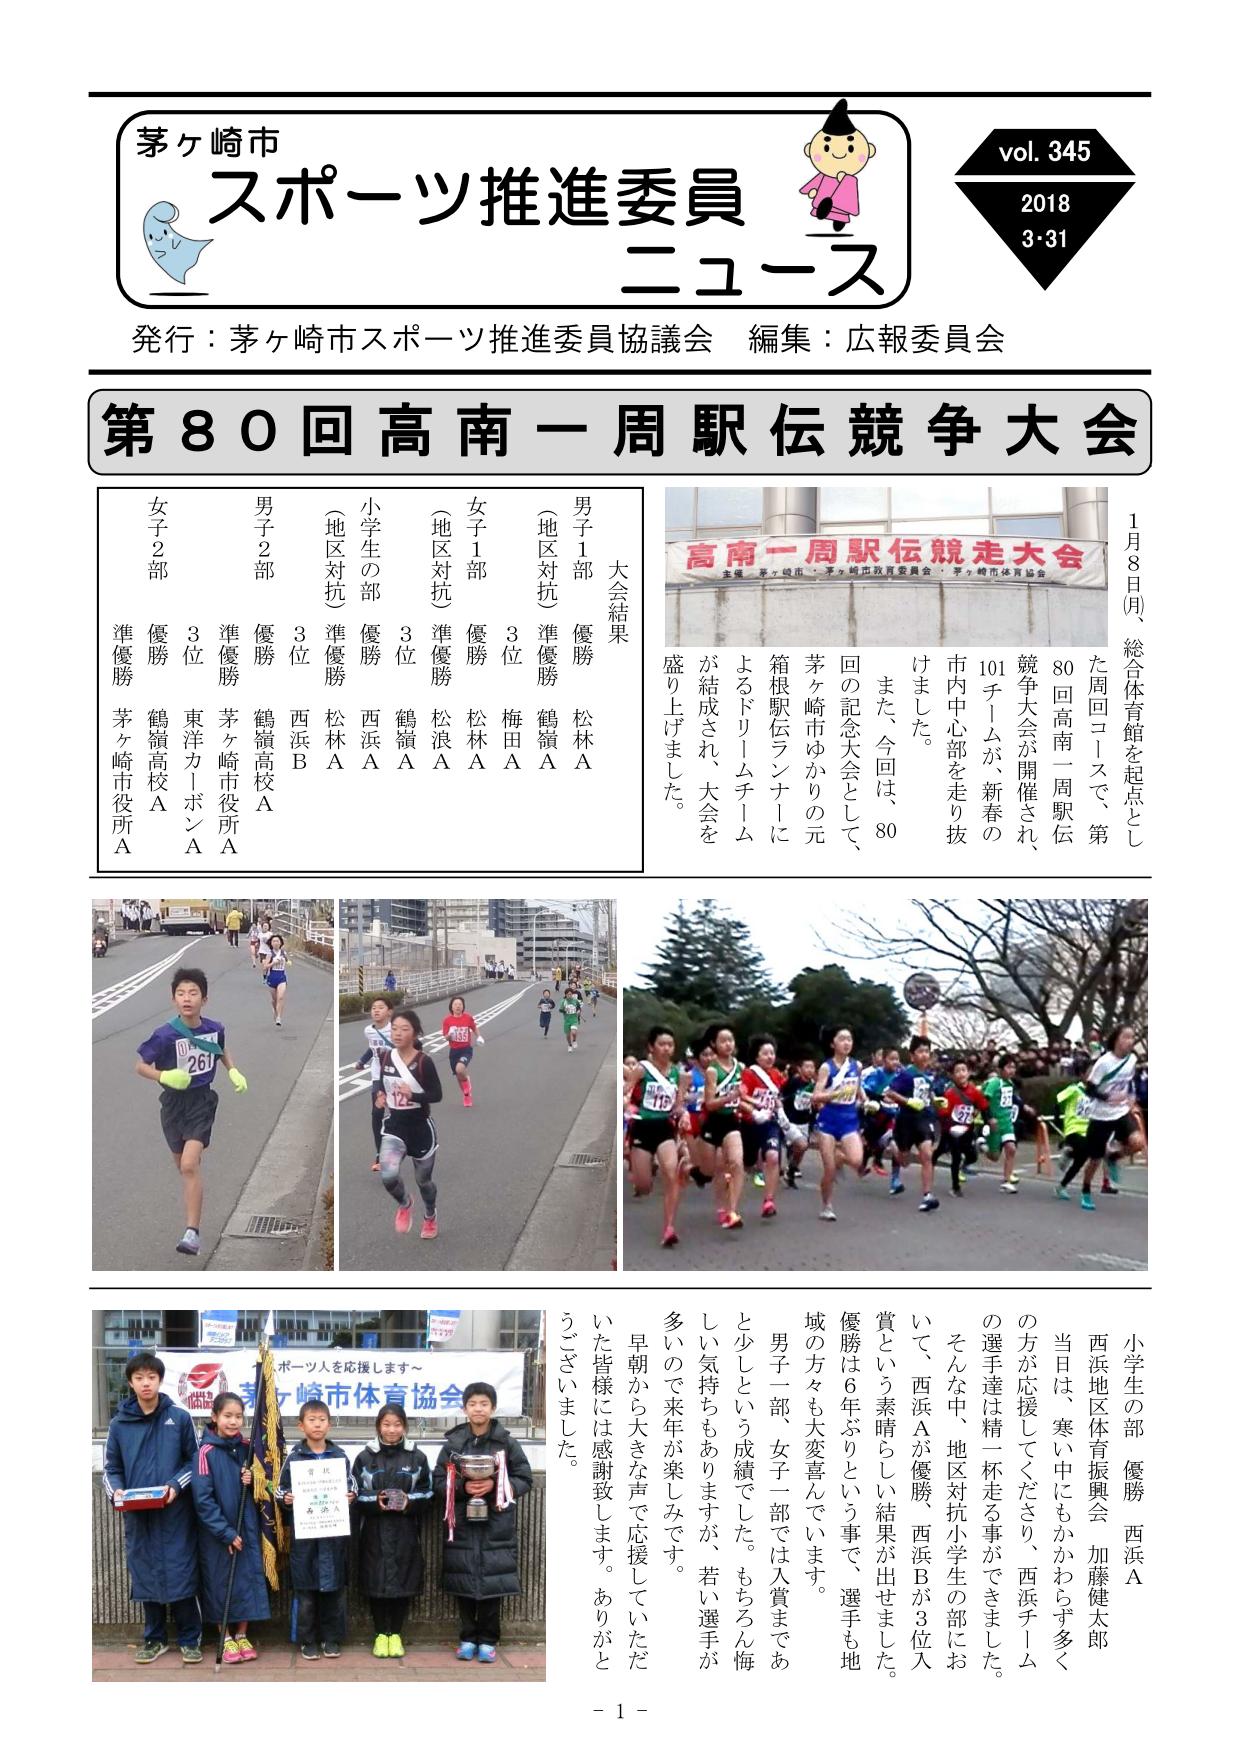 茅ヶ崎市
スポーツ推進委員
ニュース
vol. 345
2018
3・31
発行：茅ヶ崎市スポーツ推進委員協議会　編集：広報委員会
第８０回高南一周駅伝競争大会
１月８日(月)、総合体育館を起点とし
た周回コースで、第
80回高南一周駅伝
競争大会が開催され、
101チームが、新春の
市内中心部を走り抜
けました。
また、今回は、80
回の記念大会として、
茅ヶ崎市ゆかりの元
箱根駅伝ランナーに
よるドリームチーム
が結成され、大会を
盛り上げました。
高南一周駅伝競走大会
主催　茅ヶ崎市・茅ヶ崎市教育委員会・茅ヶ崎市体育協会
大会結果
男子１部　優勝　松林Ａ
（地区対抗）準優勝　鶴嶺Ａ
３位　梅田Ａ
女子１部　優勝　松林Ａ
（地区対抗）準優勝　松浪Ａ
３位　鶴嶺Ａ
小学生の部　優勝　西浜Ａ
（地区対抗）準優勝　松林Ａ
３位　西浜Ｂ
男子２部　優勝　鶴嶺高校Ａ
準優勝　茅ヶ崎市役所Ａ
３位　東洋カーボンＡ
女子２部　優勝　鶴嶺高校Ａ
準優勝　茅ヶ崎市役所Ａ
261
小学生の部　優勝　西浜Ａ
西浜地区体育振興会　加藤健太郎
当日は、寒い中にもかかわらず多く
の方が応援してくださり、西浜チーム
の選手達は精一杯走る事ができました。
そんな中、地区対抗小学生の部にお
いて、西浜Ａが優勝、西浜Ｂが３位入
賞という素晴らしい結果が出せました。
優勝は６年ぶりという事で、選手も地
域の方々も大変喜んでいます。
男子一部、女子一部では入賞まであ
と少しという成績でした。もちろん悔
しい気持ちもありますが、若い選手が
多いので来年が楽しみです。
早朝から大きな声で応援していただ
いた皆様には感謝致します。ありがと
うございました。
ポーツ人を応援します～
茅ヶ崎市体育協会
賞状
西浜Ａ
- 1 -